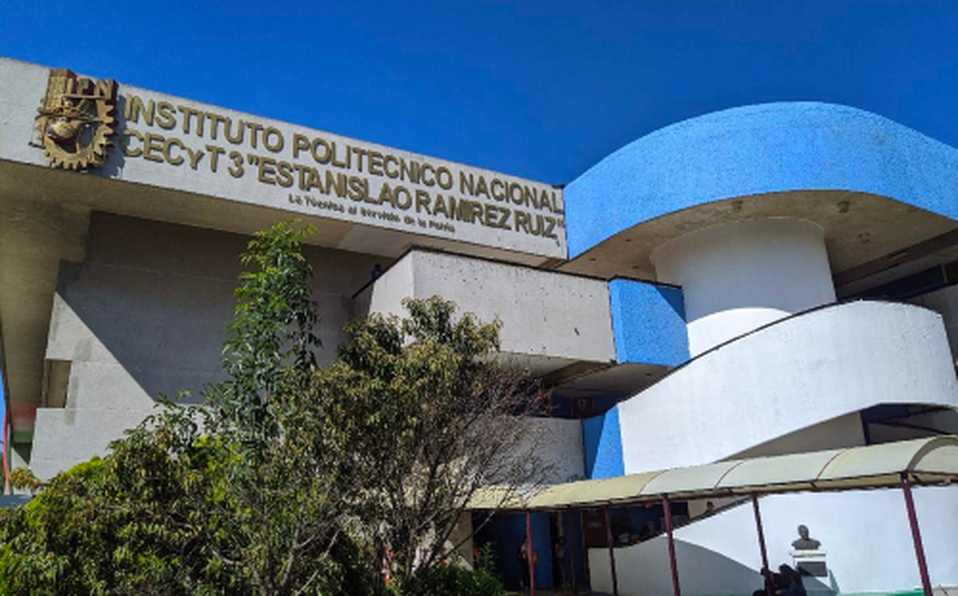 IPN
INSTITUTO POLITECNICO NACIONAL
CECyT 3 "ESTANISLAO RAMIREZ RUIZ"
La Técnica al Servicio de la Patria